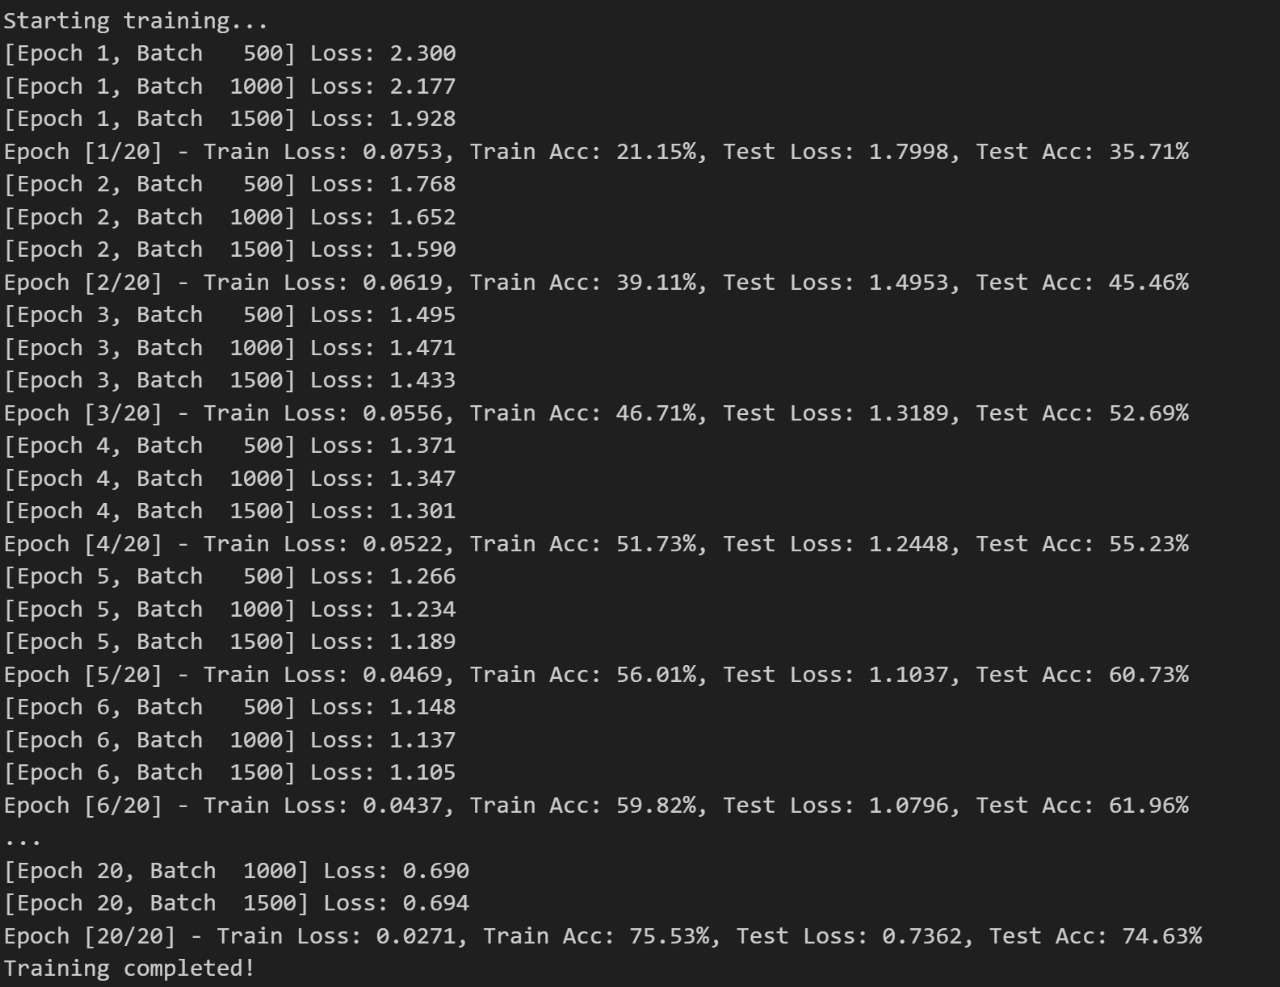 Starting training...
[Epoch 1, Batch   500] Loss: 2.300
[Epoch 1, Batch  1000] Loss: 2.177
[Epoch 1, Batch  1500] Loss: 1.928
Epoch [1/20] - Train Loss: 0.0753, Train Acc: 21.15%, Test Loss: 1.7998, Test Acc: 35.71%
[Epoch 2, Batch   500] Loss: 1.768
[Epoch 2, Batch  1000] Loss: 1.652
[Epoch 2, Batch  1500] Loss: 1.590
Epoch [2/20] - Train Loss: 0.0619, Train Acc: 39.11%, Test Loss: 1.4953, Test Acc: 45.46%
[Epoch 3, Batch   500] Loss: 1.495
[Epoch 3, Batch  1000] Loss: 1.471
[Epoch 3, Batch  1500] Loss: 1.433
Epoch [3/20] - Train Loss: 0.0556, Train Acc: 46.71%, Test Loss: 1.3189, Test Acc: 52.69%
[Epoch 4, Batch   500] Loss: 1.371
[Epoch 4, Batch  1000] Loss: 1.347
[Epoch 4, Batch  1500] Loss: 1.301
Epoch [4/20] - Train Loss: 0.0522, Train Acc: 51.73%, Test Loss: 1.2448, Test Acc: 55.23%
[Epoch 5, Batch   500] Loss: 1.266
[Epoch 5, Batch  1000] Loss: 1.234
[Epoch 5, Batch  1500] Loss: 1.189
Epoch [5/20] - Train Loss: 0.0469, Train Acc: 56.01%, Test Loss: 1.1037, Test Acc: 60.73%
[Epoch 6, Batch   500] Loss: 1.148
[Epoch 6, Batch  1000] Loss: 1.137
[Epoch 6, Batch  1500] Loss: 1.105
Epoch [6/20] - Train Loss: 0.0437, Train Acc: 59.82%, Test Loss: 1.0796, Test Acc: 61.96%
...
[Epoch 20, Batch  1000] Loss: 0.690
[Epoch 20, Batch  1500] Loss: 0.694
Epoch [20/20] - Train Loss: 0.0271, Train Acc: 75.53%, Test Loss: 0.7362, Test Acc: 74.63%
Training completed!